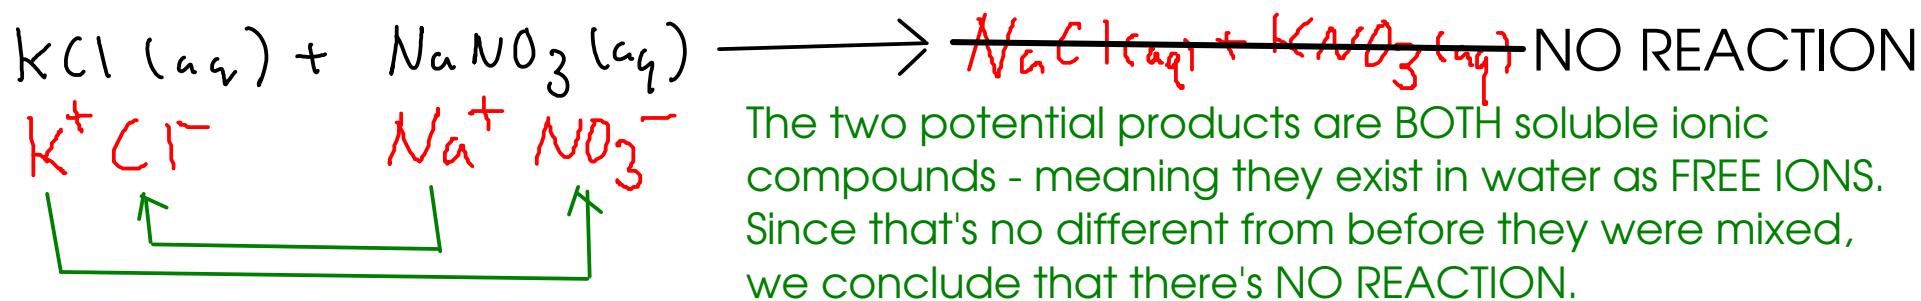 KCl (aq) + NaNO₃ (aq) → NaCl(aq) + KNO₃(aq) NO REACTION
K⁺ Cl⁻ Na⁺ NO₃⁻
The two potential products are BOTH soluble ionic
compounds - meaning they exist in water as FREE IONS.
Since that's no different from before they were mixed,
we conclude that there's NO REACTION.